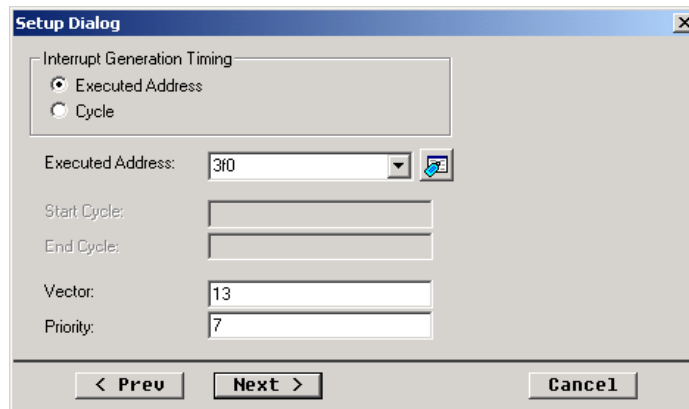 Setup Dialog
Interrupt Generation Timing
Executed Address
Cycle
Executed Address: 3f0
Start Cycle:
End Cycle:
Vector: 13
Priority: 7
< Prev Next > Cancel